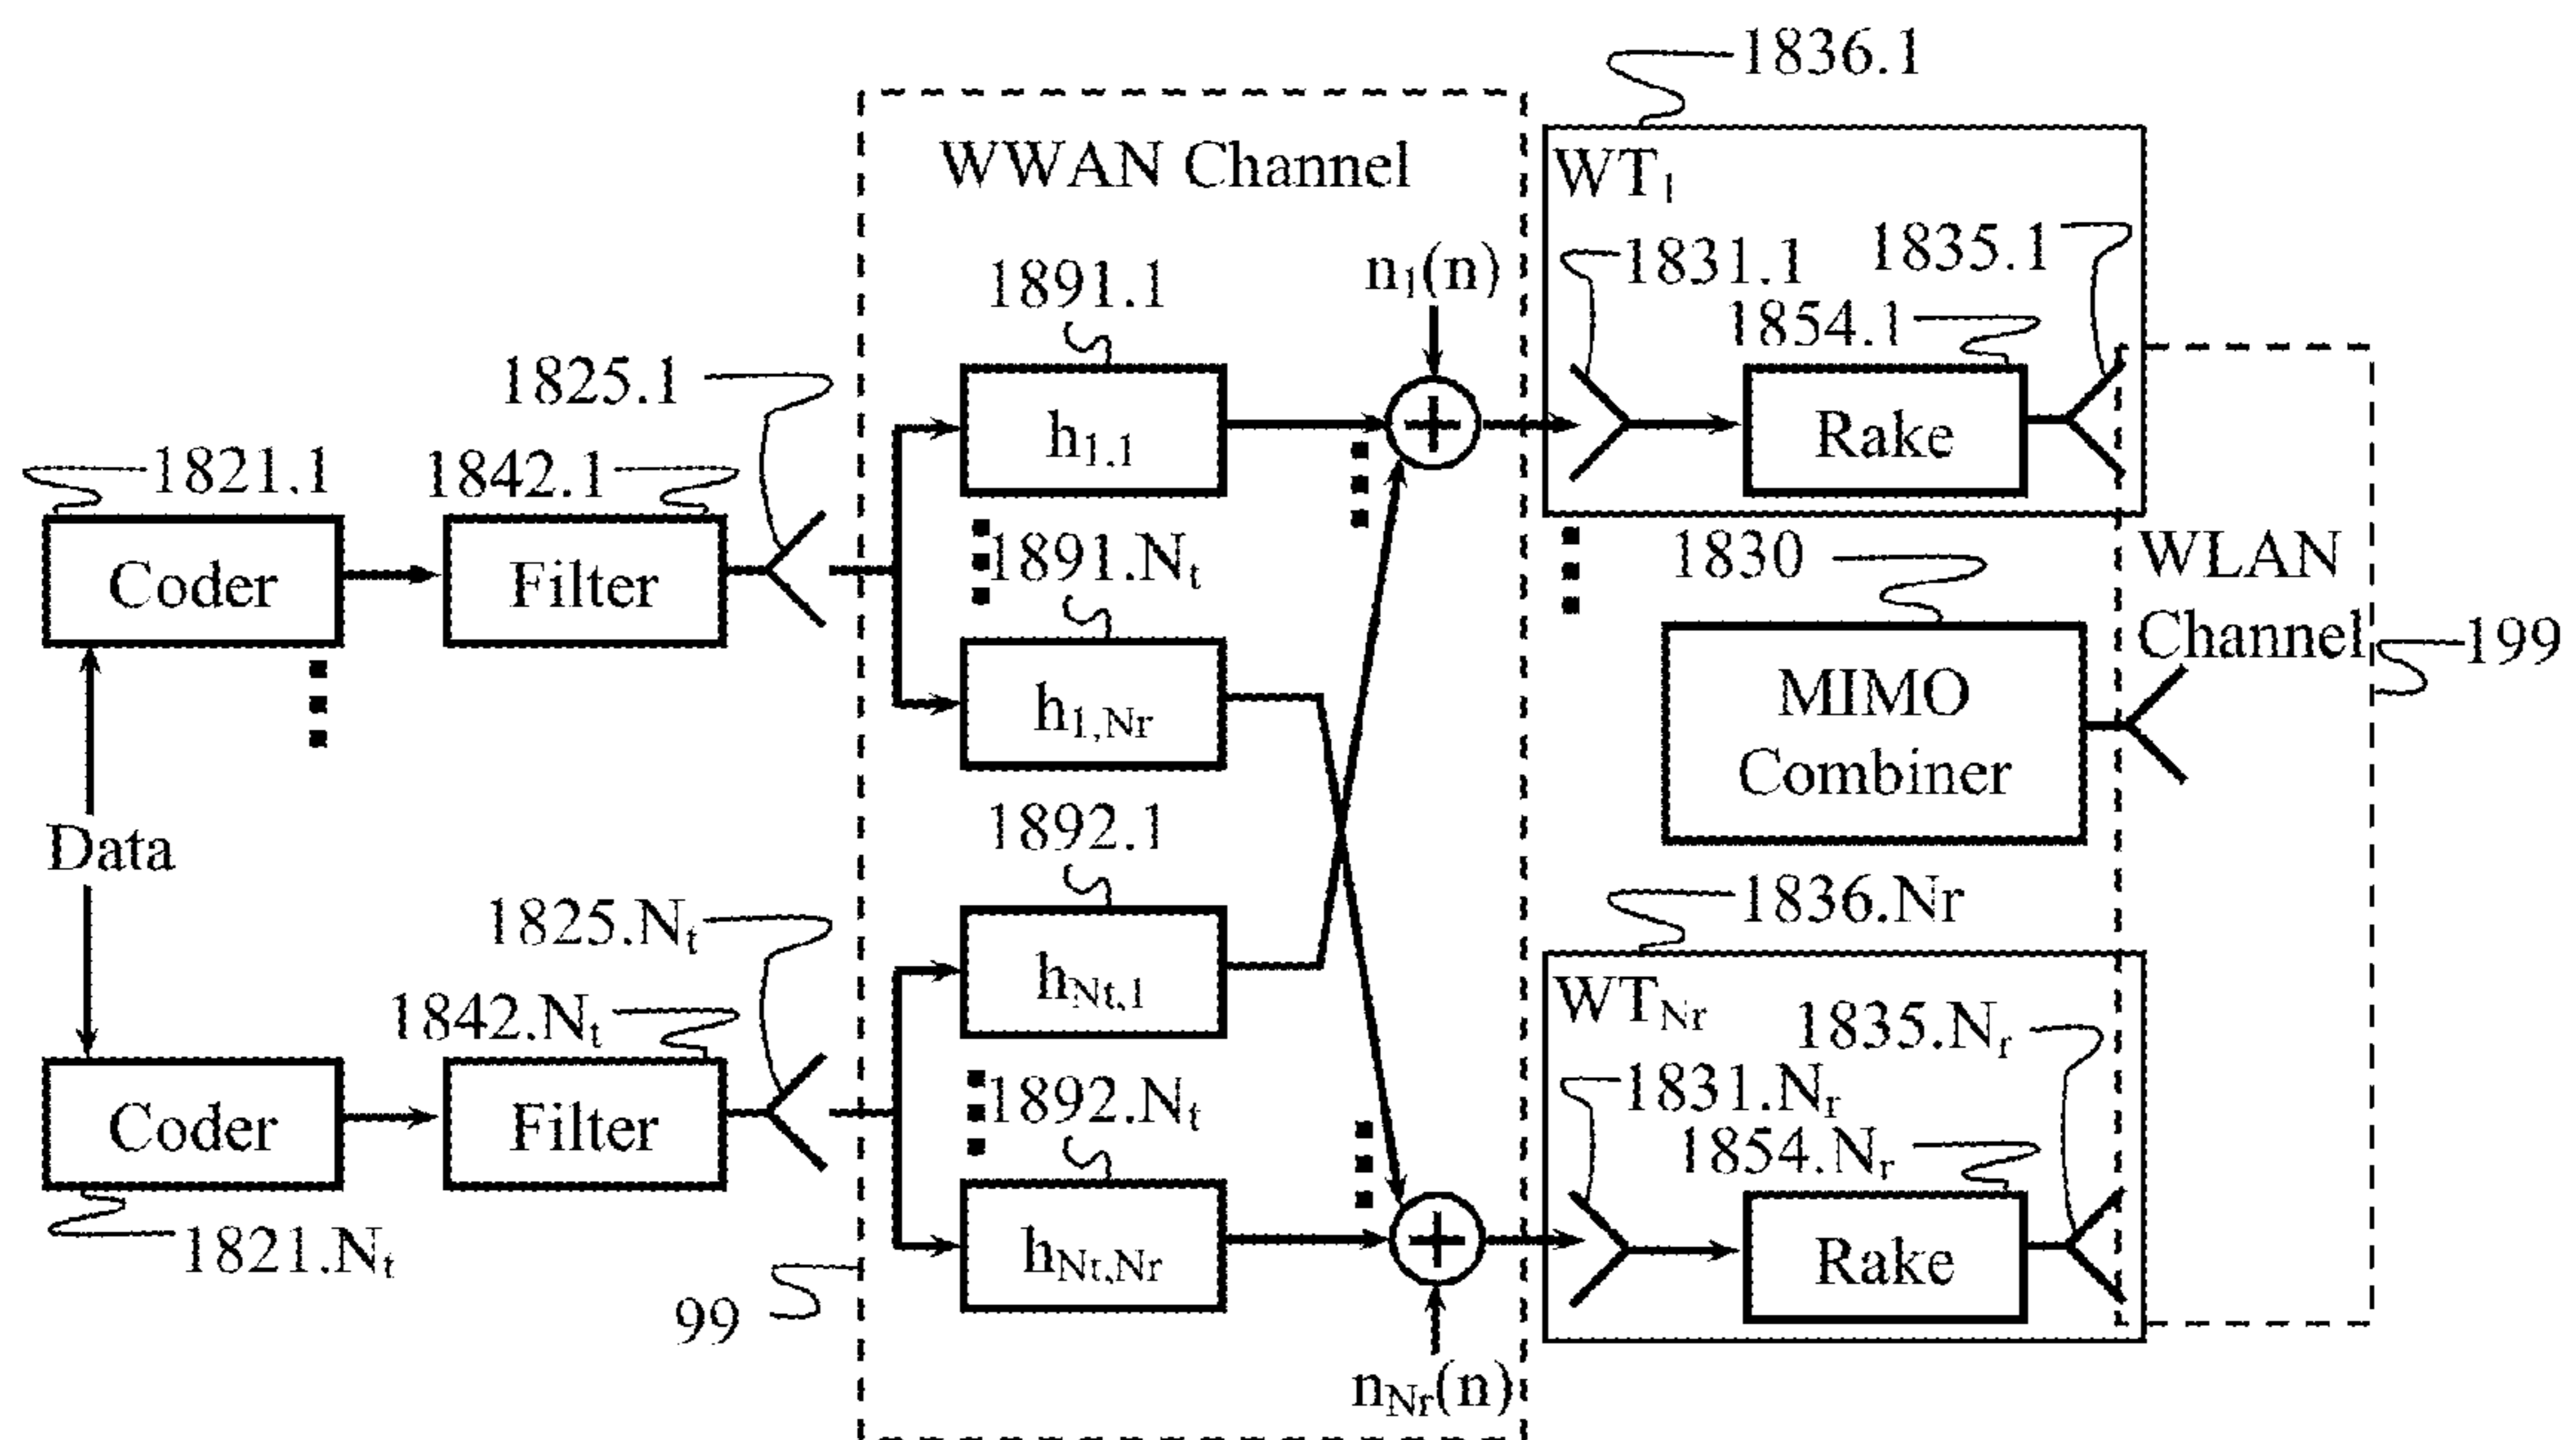 1836.1
WWAN Channel
WT1
1831.1
1835.1
n1(n)
1891.1
1854.1
1825.1
h1,1
Rake
1821.1
1842.1
1891.Nt
1830
WLAN
Channel
199
Coder
Filter
h1,Nr
MIMO
Combiner
Data
1892.1
1836.Nr
1825.Nt
hNt,1
WTNr
1835.Nr
1842.Nt
1831.Nr
1892.Nt
1854.Nr
Coder
Filter
hNt,Nr
Rake
1821.Nt
99
nNr(n)